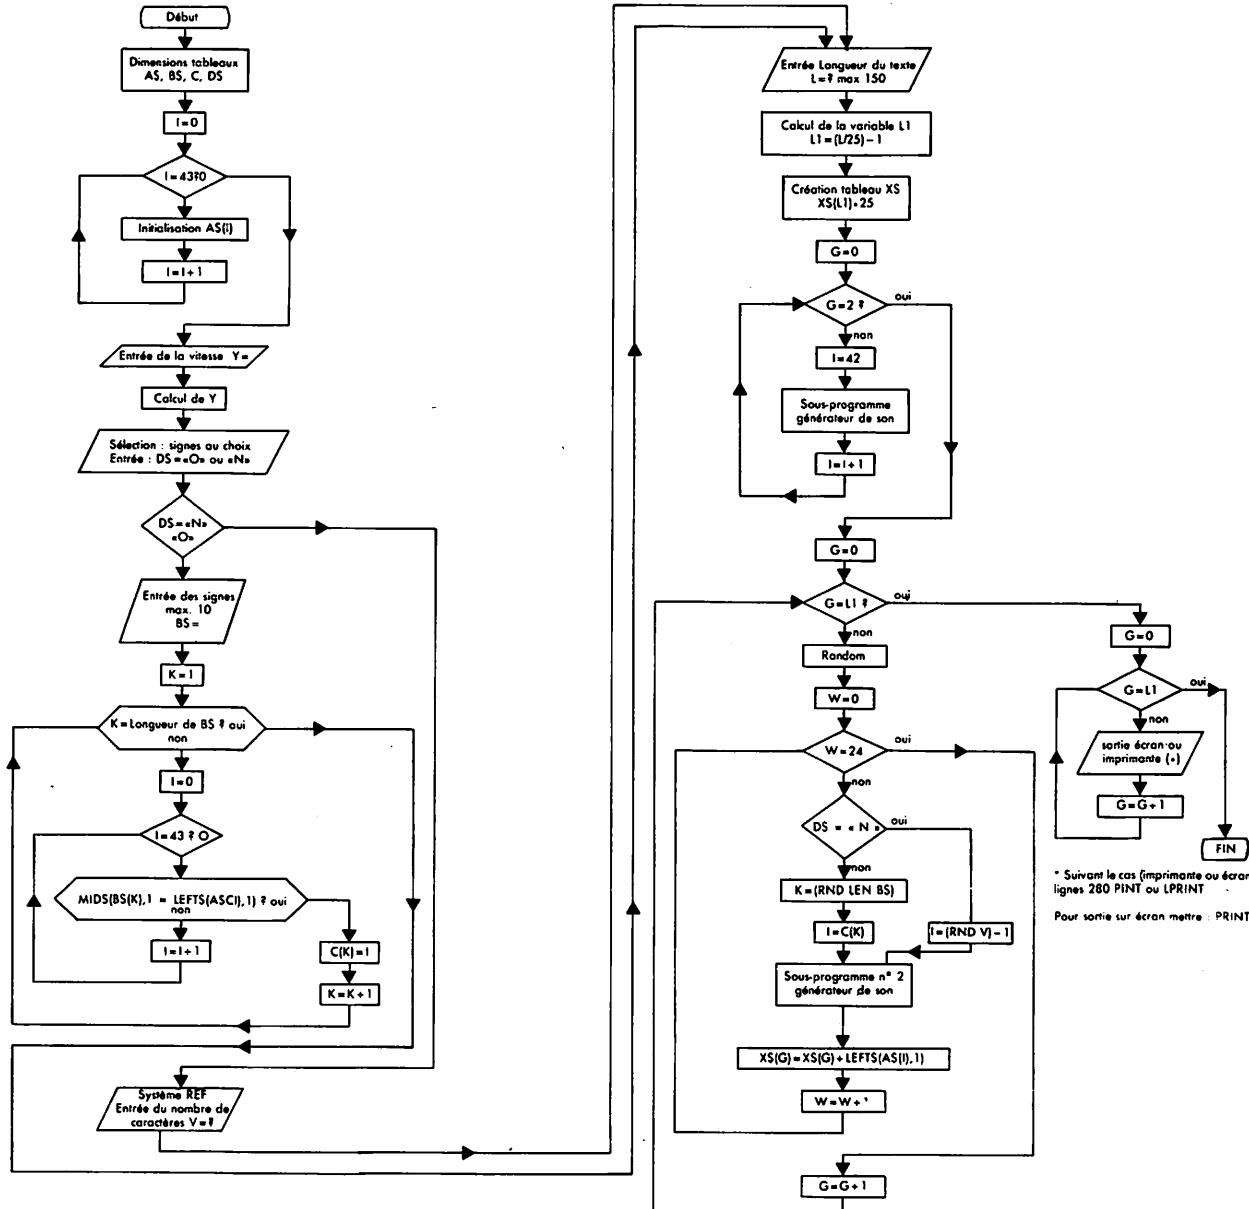 Début
Dimensions tableaux
AS, BS, C, DS
I=0
I=43?0
Initialisation AS(i)
I=I+1
Entrée de la vitesse Y=
Calcul de Y
Sélection : signes au choix
Entrée : DS=«O» ou «N»
DS=«N»
«O»
Entrée des signes
max. 10
BS=
K=1
K=Longueur de BS ? oui
non
I=0
I=43 ? O
MIDS(BS(K),1 = LEFTS(ASCI),1) ? oui
non
I=I+1
C(K)=I
K=K+1
Système REF
Entrée du nombre de
caractères V=?
Entrée Longueur du texte
L=? max 150
Calcul de la variable L1
L1=(L/25)-1
Création tableau XS
XS(L1)*25
G=0
G=2 ?
oui
non
I=42
Sous-programme
générateur de son
I=I+1
G=0
G=L1 ?
oui
non
Random
W=0
W=24
oui
non
DS = « N »
oui
non
K=(RND LEN BS)
I=C(K)
I=(RND V)-1
Sous-programme n° 2
générateur de son
XS(G)=XS(G)+LEFTS(AS(I),1)
W=W+
G=G+1
G=0
G=L1
oui
non
sortie écran ou
imprimante (*)
G=G+1
FIN
* Suivant le cas (imprimante ou écran
lignes 280 PINT ou LPRINT
Pour sortie sur écran mettre : PRINT